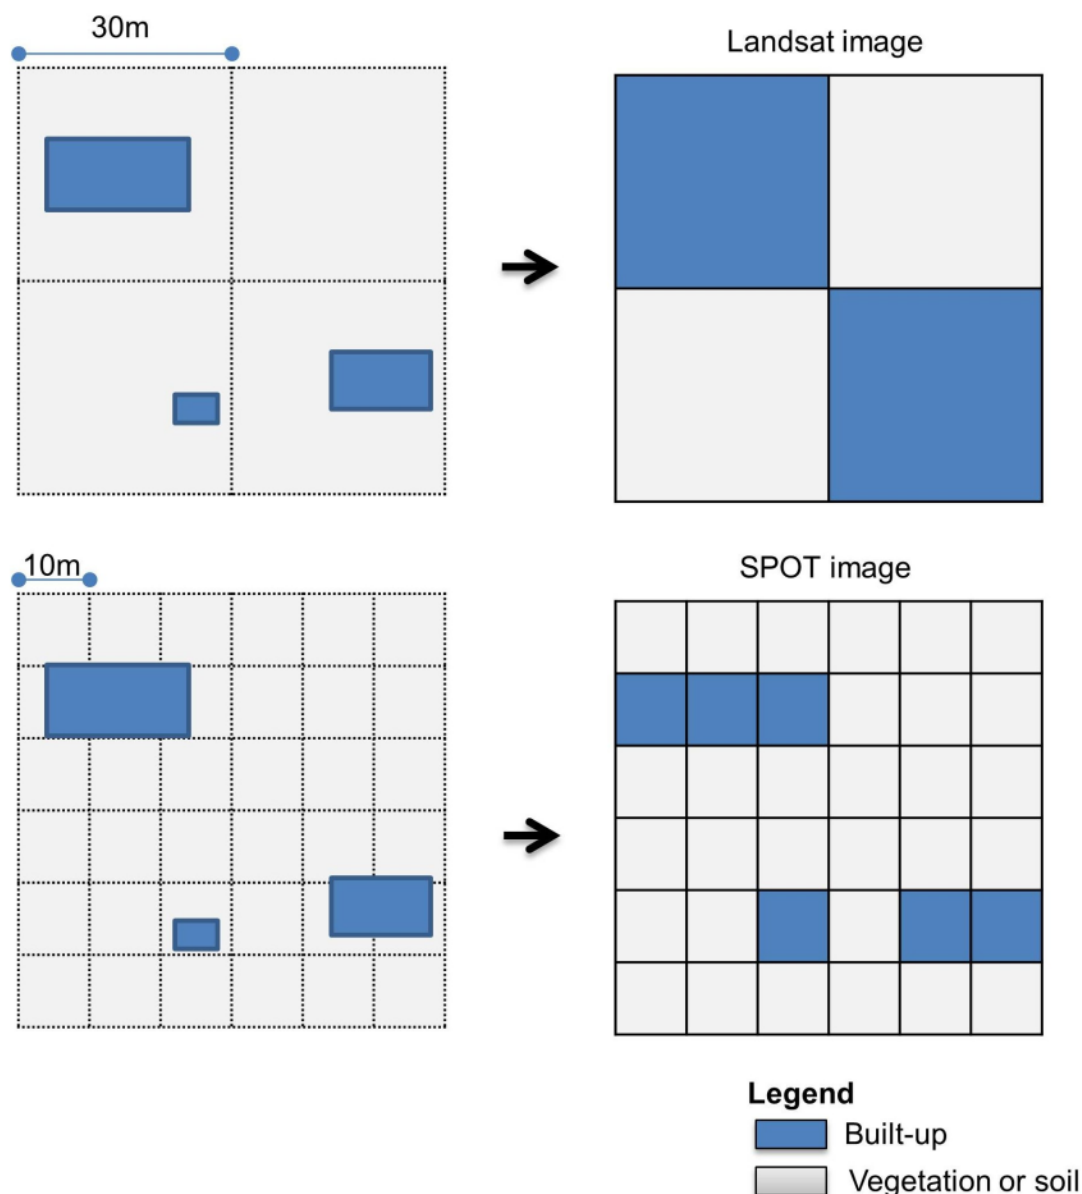 30m
Landsat image
10m
SPOT image
Legend
Built-up
Vegetation or soil